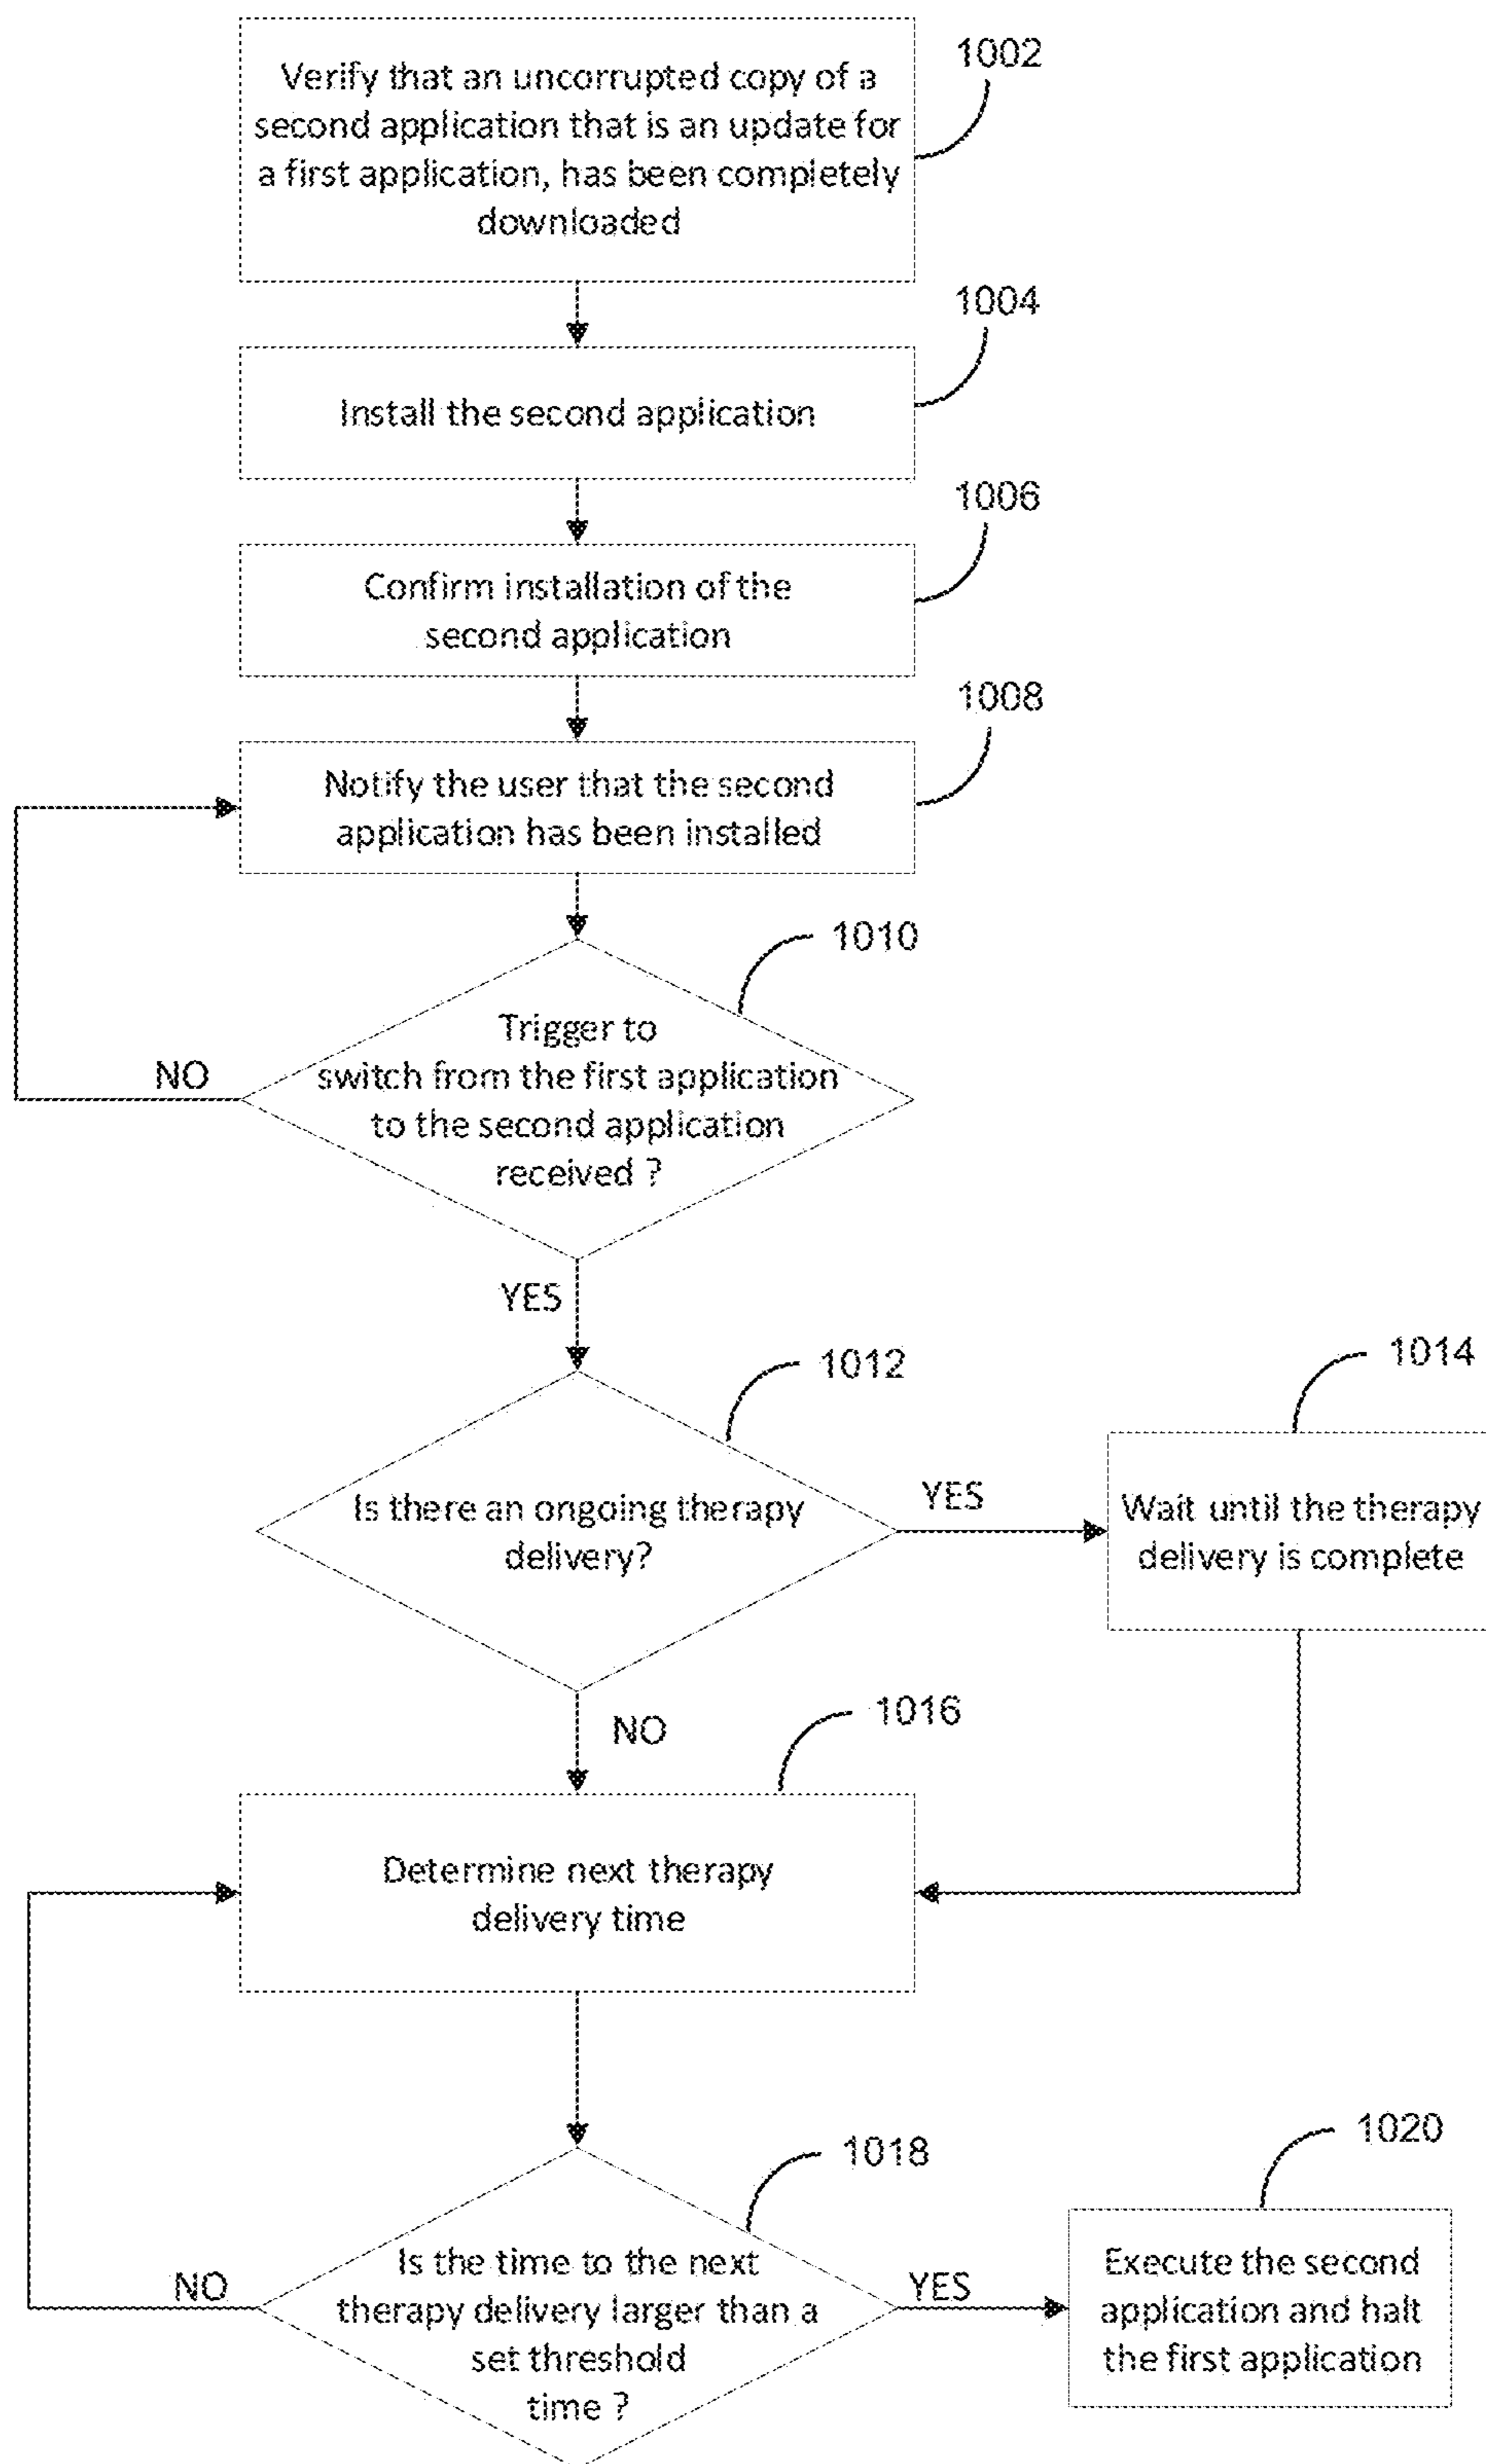 Verify that an uncorrupted copy of a
second application that is an update for
a first application, has been completely
downloaded
1002
Install the second application
1004
Confirm installation of the
second application
1006
Notify the user that the second
application has been installed
1008
Trigger to
switch from the first application
to the second application
received ?
1010
NO
YES
Is there an ongoing therapy
delivery?
1012
YES
Wait until the therapy
delivery is complete
1014
NO
Determine next therapy
delivery time
1016
Is the time to the next
therapy delivery larger than a
set threshold
time ?
1018
NO
YES
Execute the second
application and halt
the first application
1020